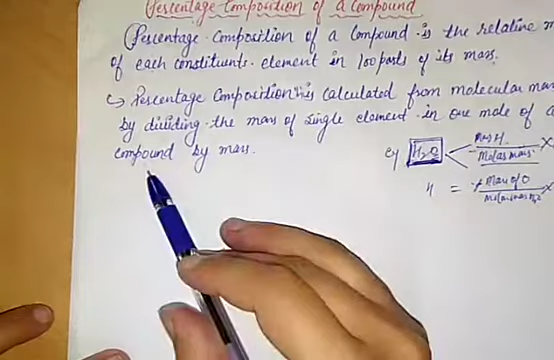 Percentage Composition of a Compound
Percentage Composition of a Compound is the relative m
of each constituents element in 100 parts of its mass.
Percentage Composition is calculated from molecular mas
by dividing the mass of single element in one mole of a
Compound by mass.
eg H2O
Mass H
Molar mass X
= Mass of O X